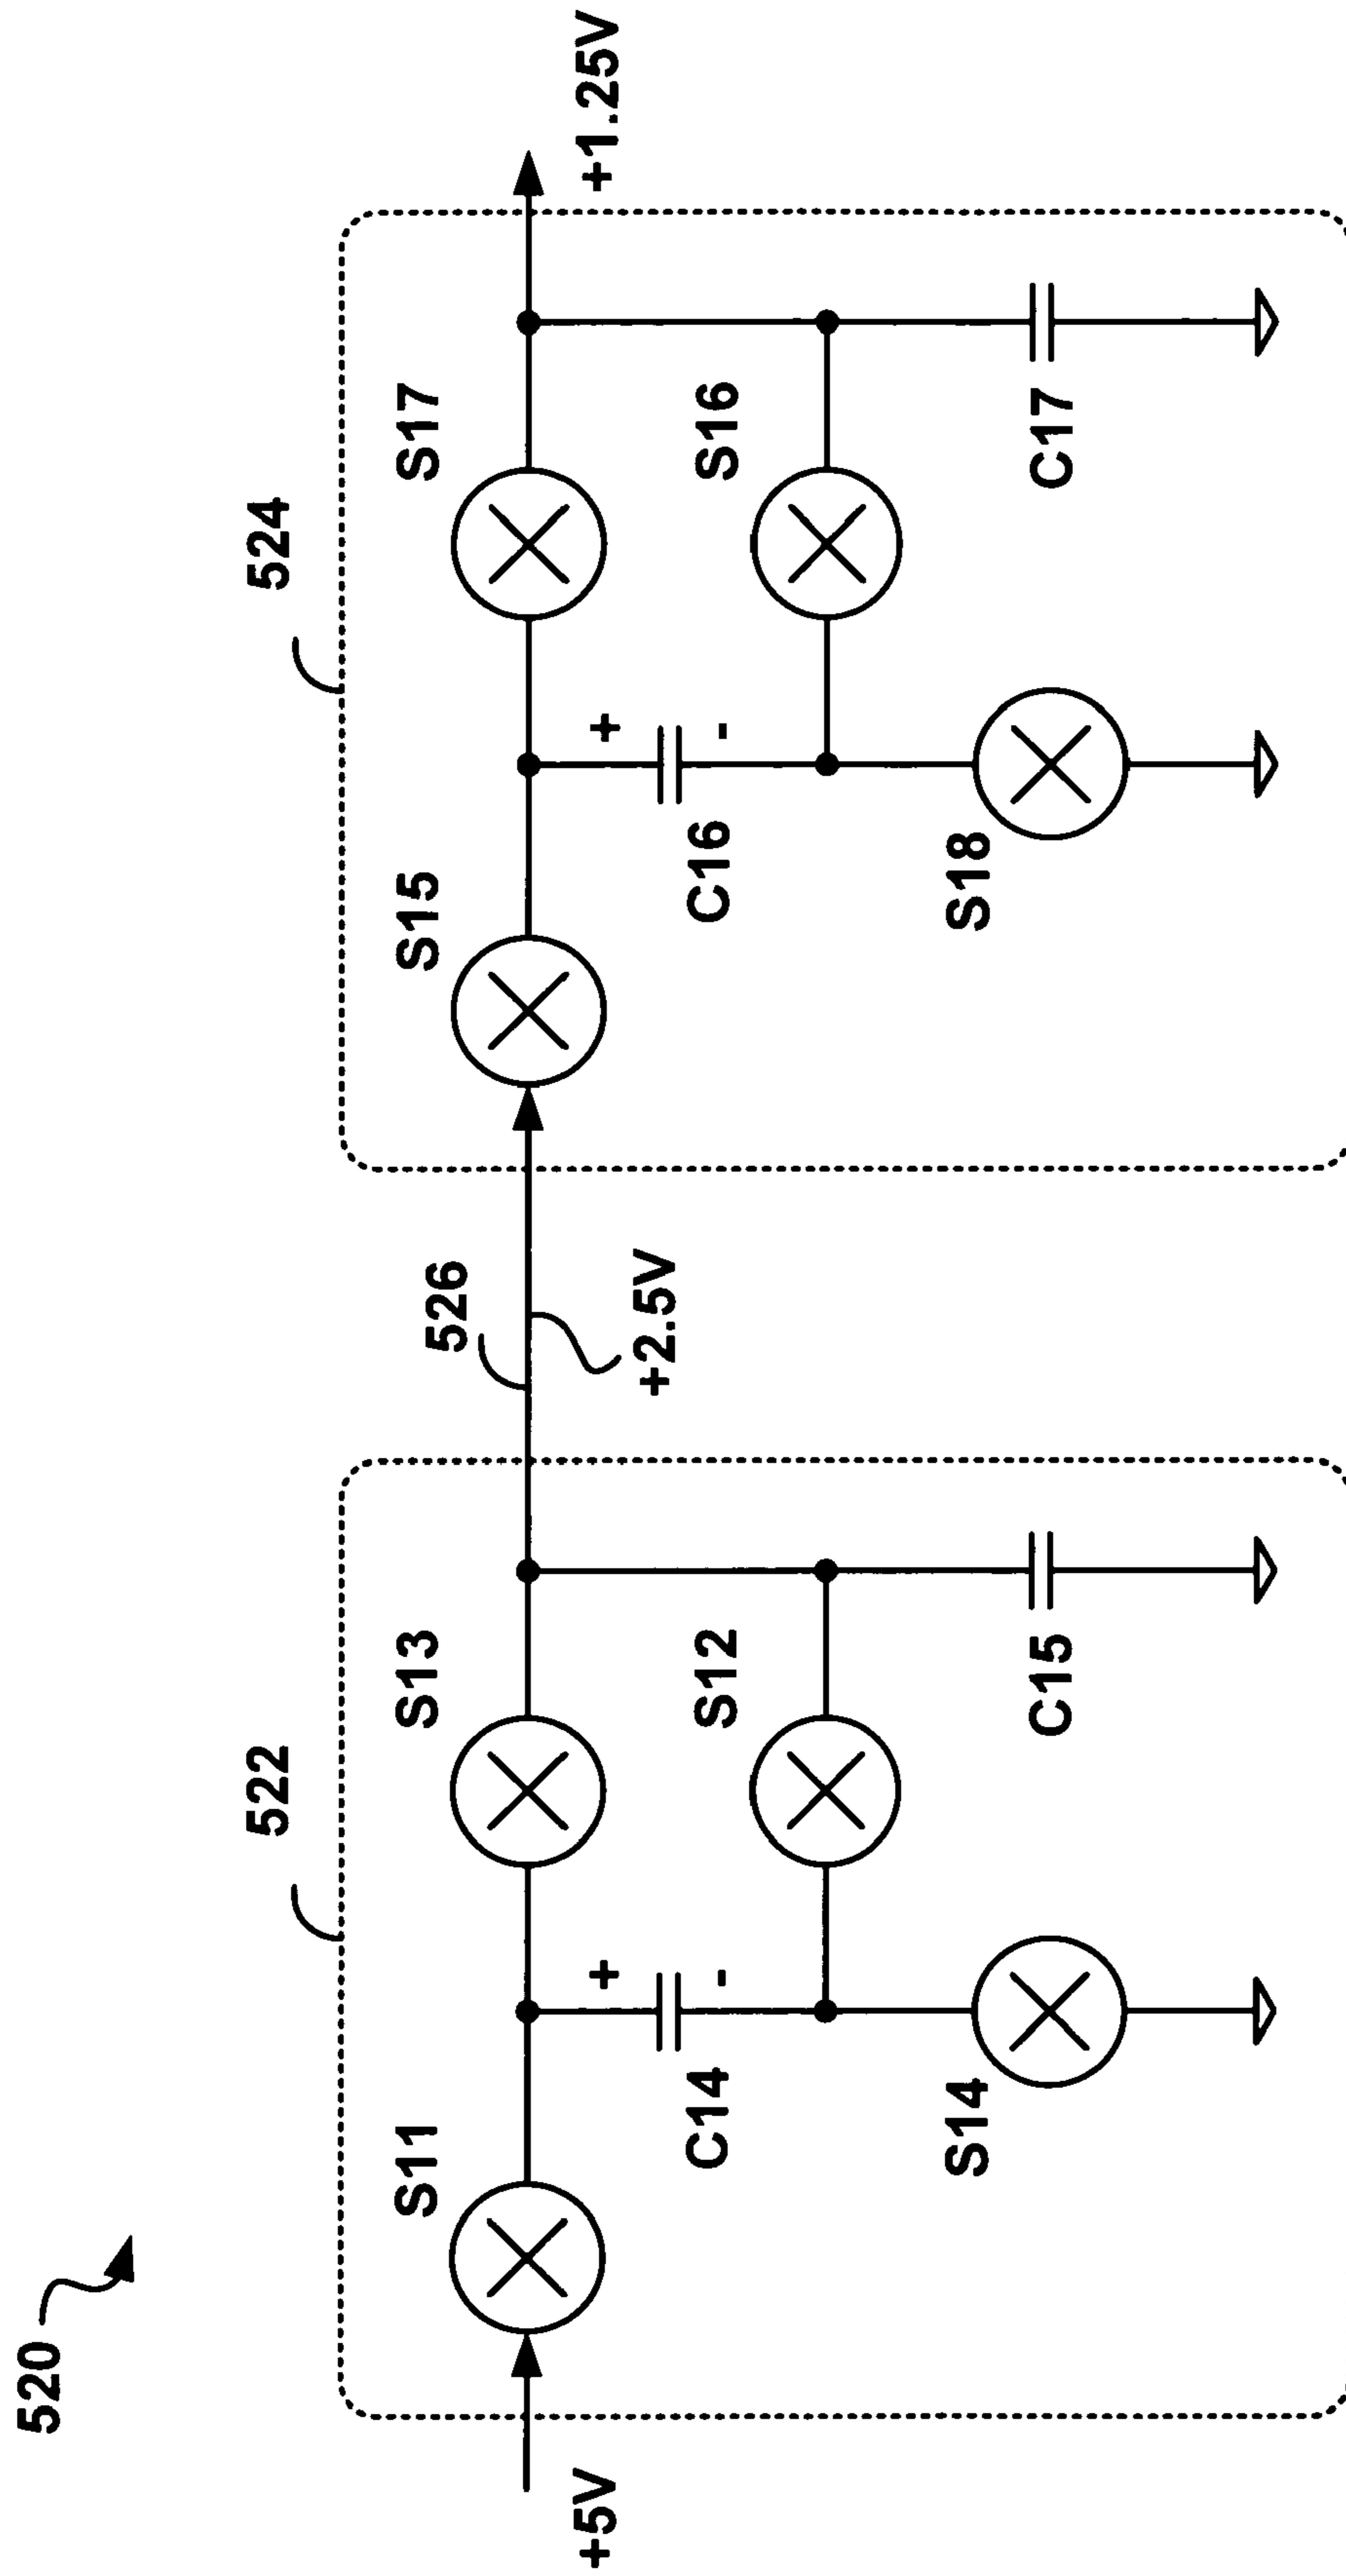 520
522
524
S11
S13
526
S15
S17
+5V
+1.25V
+
+
+2.5V
C14
-
S12
C16
-
S16
S14
C15
S18
C17